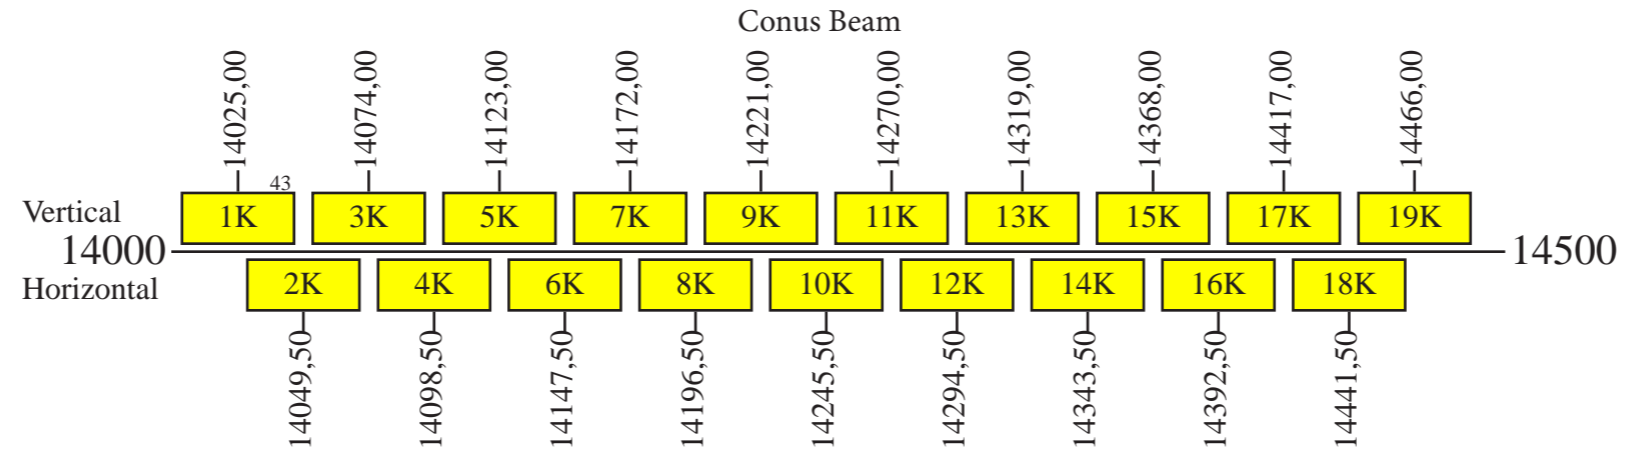 Conus Beam
14025,00 14074,00 14123,00 14172,00 14221,00 14270,00 14319,00 14368,00 14417,00 14466,00
43
Vertical 1K 3K 5K 7K 9K 11K 13K 15K 17K 19K
14000 14500
Horizontal 2K 4K 6K 8K 10K 12K 14K 16K 18K
14049,50 14098,50 14147,50 14196,50 14245,50 14294,50 14343,50 14392,50 14441,50